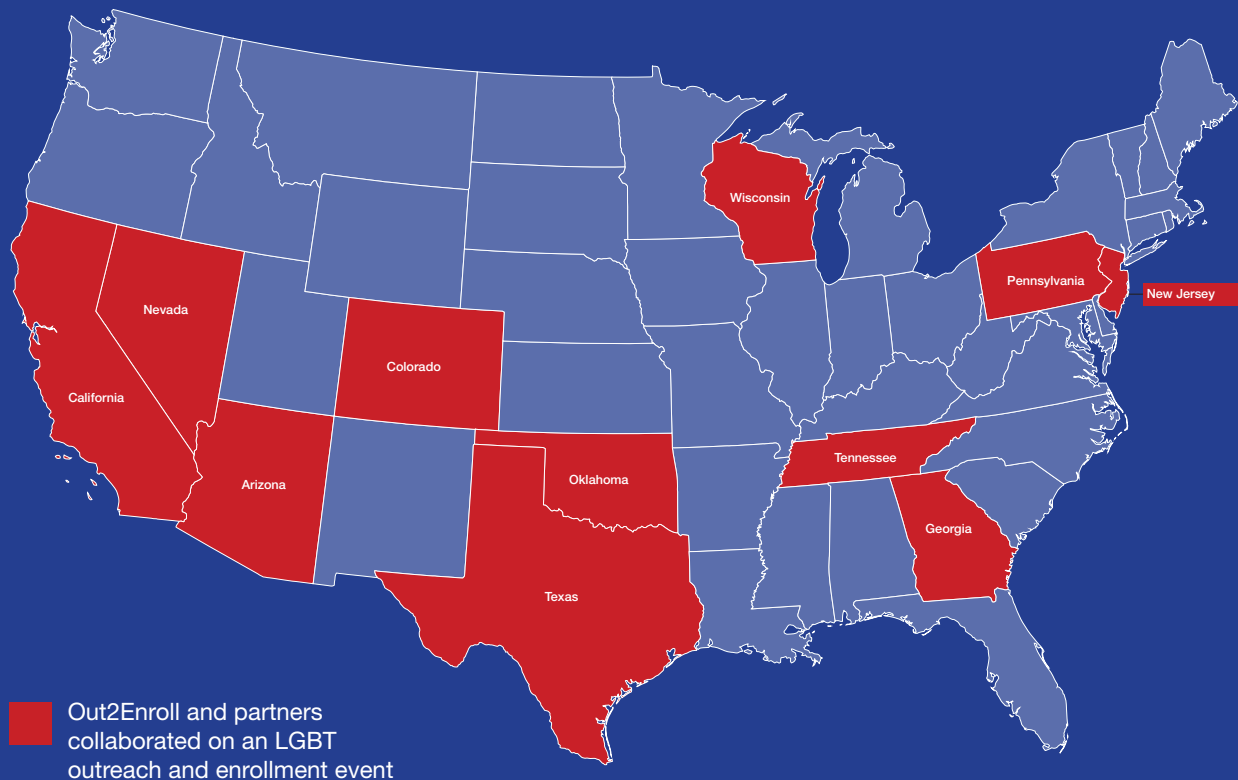 Wisconsin
Pennsylvania
New Jersey
Nevada
Colorado
California
Tennessee
Oklahoma
Arizona
Georgia
Texas
Out2Enroll and partners
collaborated on an LGBT
outreach and enrollment event